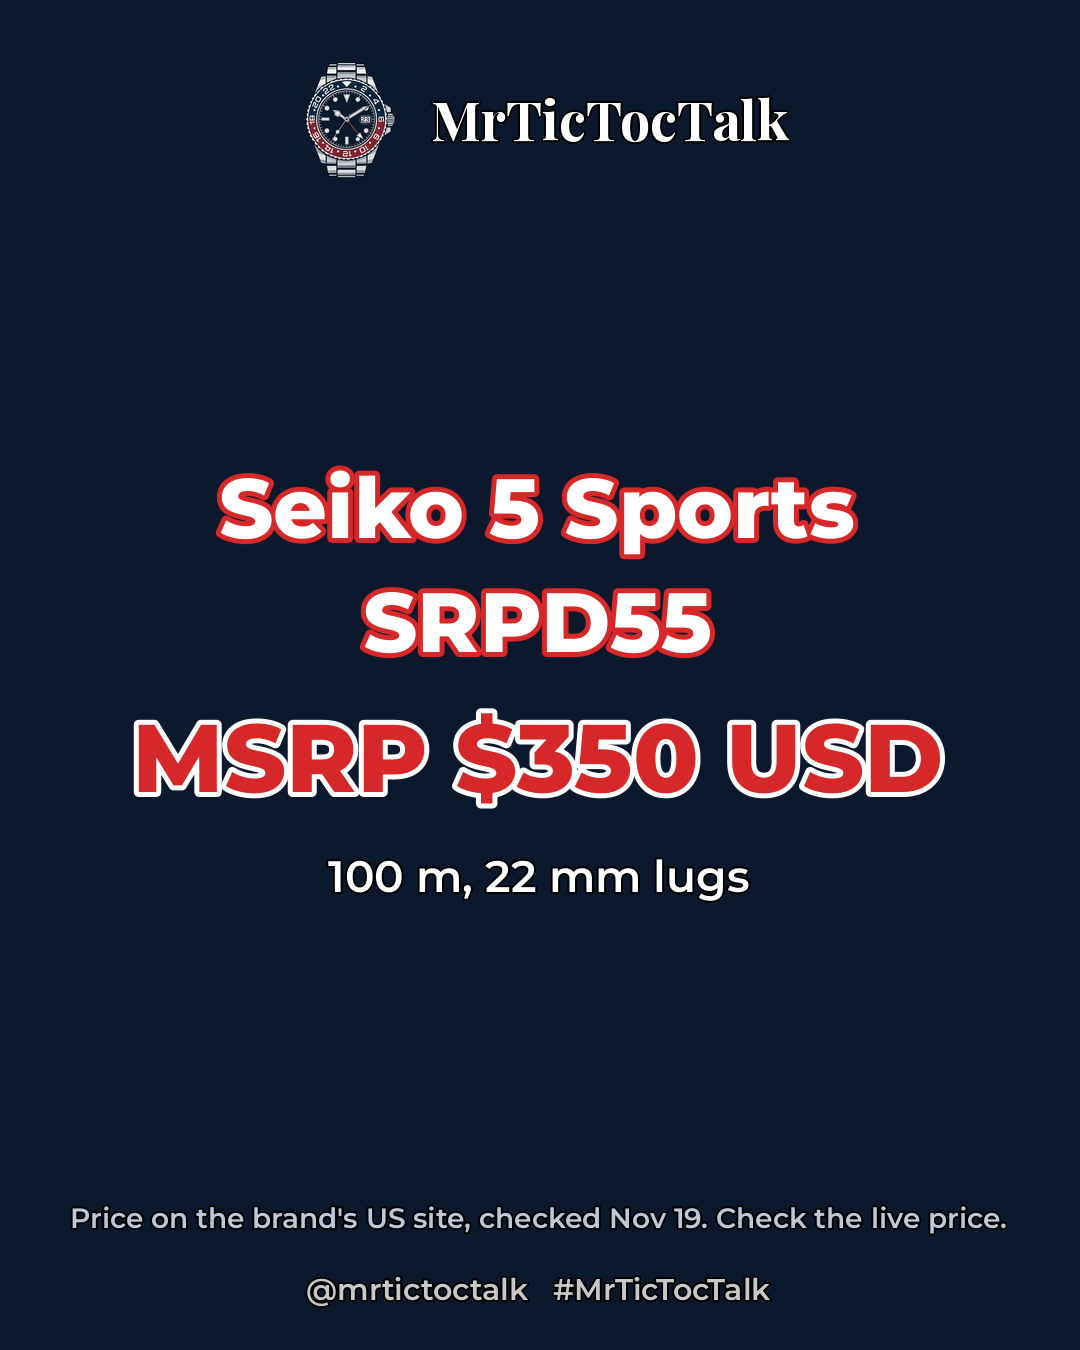 MrTicTocTalk
Seiko 5 Sports
SRPD55
MSRP $350 USD
100 m, 22 mm lugs
Price on the brand's US site, checked Nov 19. Check the live price.
@mrtictoctalk #MrTicTocTalk